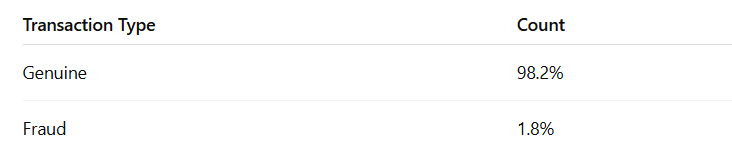 Transaction Type Count
Genuine 98.2%
Fraud 1.8%